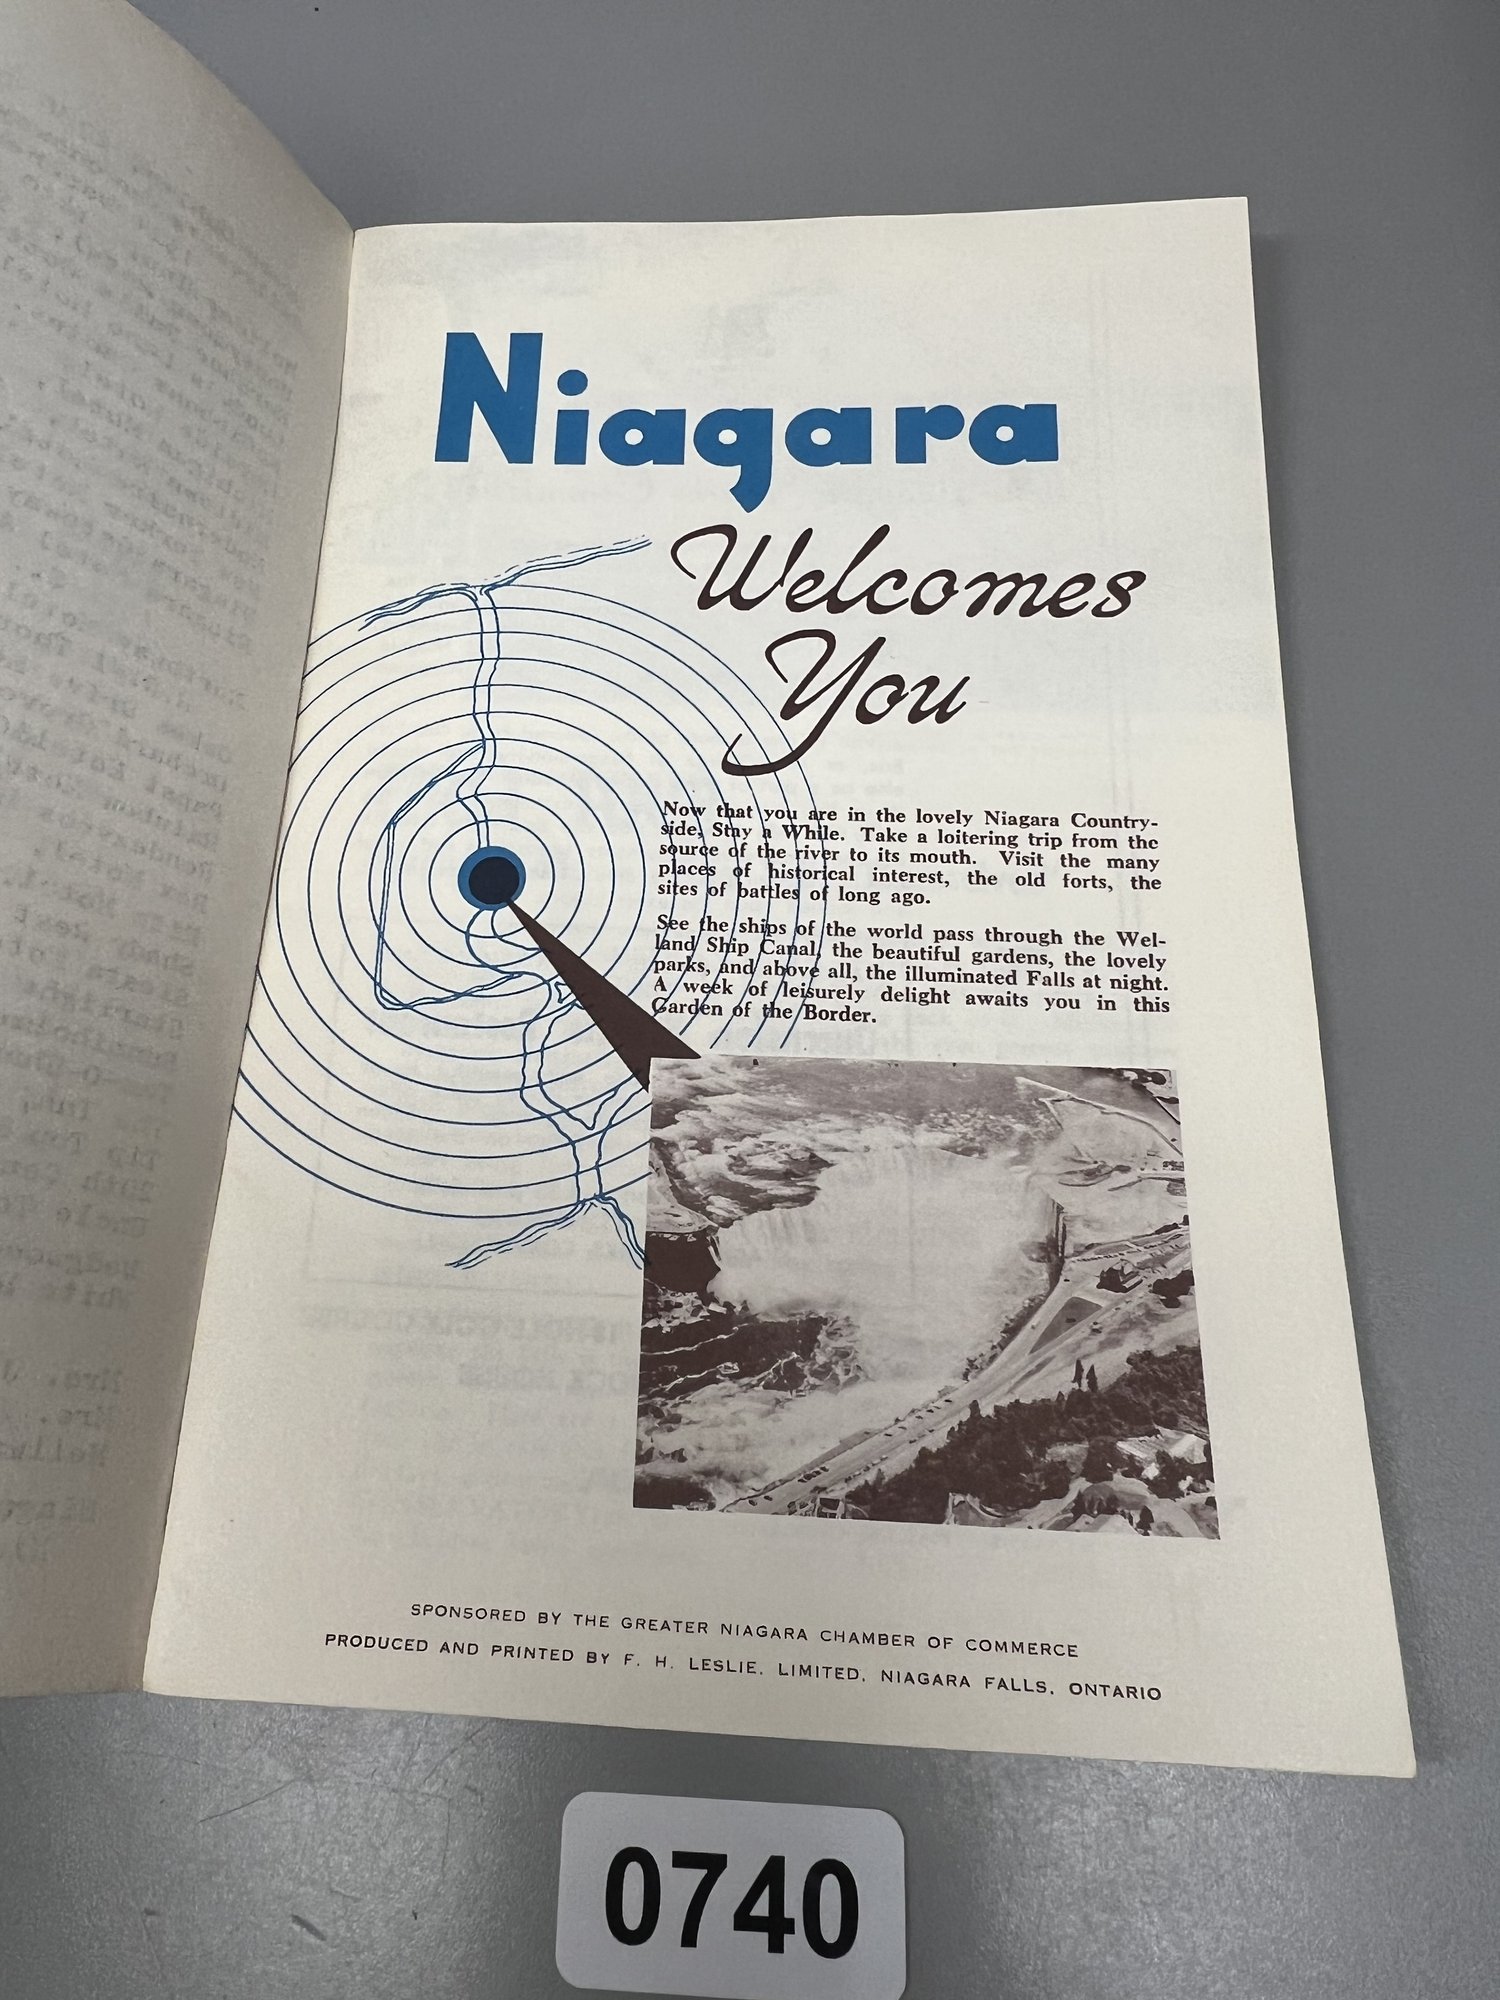 Niagara
Welcomes
You
Now that you are in the lovely Niagara Country-
side, Stay a While. Take a loitering trip from the
source of the river to its mouth. Visit the many
places of historical interest, the old forts, the
sites of battles of long ago.
See the ships of the world pass through the Wel-
land Ship Canal, the beautiful gardens, the lovely
parks, and above all, the illuminated Falls at night.
A week of leisurely delight awaits you in this
Garden of the Border.
SPONSORED BY THE GREATER NIAGARA CHAMBER OF COMMERCE
PRODUCED AND PRINTED BY F. H. LESLIE, LIMITED, NIAGARA FALLS, ONTARIO
0740